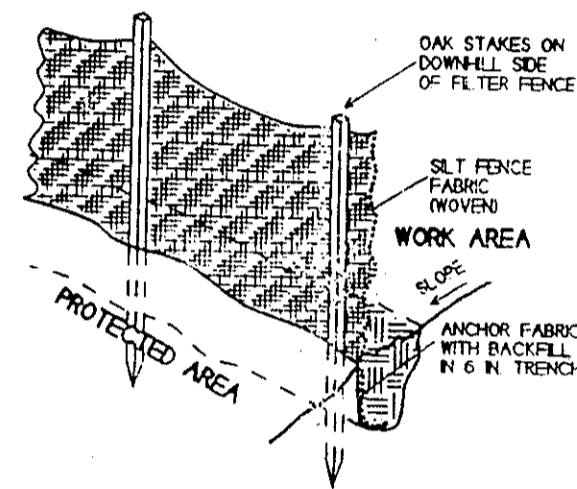 OAK STAKES ON
DOWNHILL SIDE
OF FILTER FENCE
SILT FENCE
FABRIC
(WOVEN)
WORK AREA
SLOPE
PROTECTED AREA
ANCHOR FABRIC
WITH BACKFILL
IN 6 IN. TRENCH